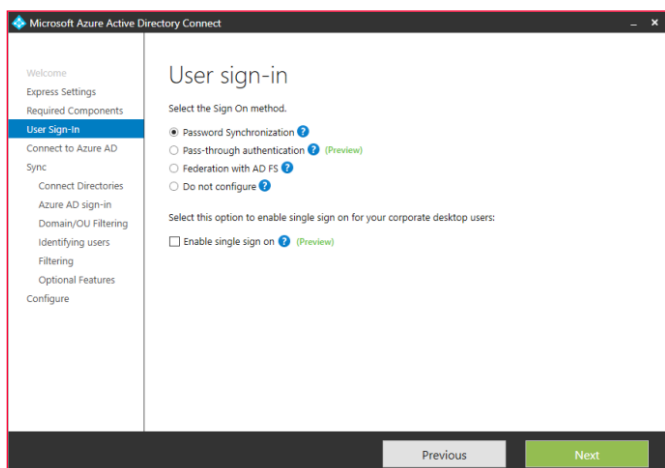 Microsoft Azure Active Directory Connect
Welcome
Express Settings
Required Components
User Sign-In
Connect to Azure AD
Sync
Connect Directories
Azure AD sign-in
Domain/OU Filtering
Identifying users
Filtering
Optional Features
Configure
User sign-in
Select the Sign On method.
Password Synchronization ?
Pass-through authentication ? (Preview)
Federation with AD FS ?
Do not configure ?
Select this option to enable single sign on for your corporate desktop users:
Enable single sign on ? (Preview)
Previous
Next